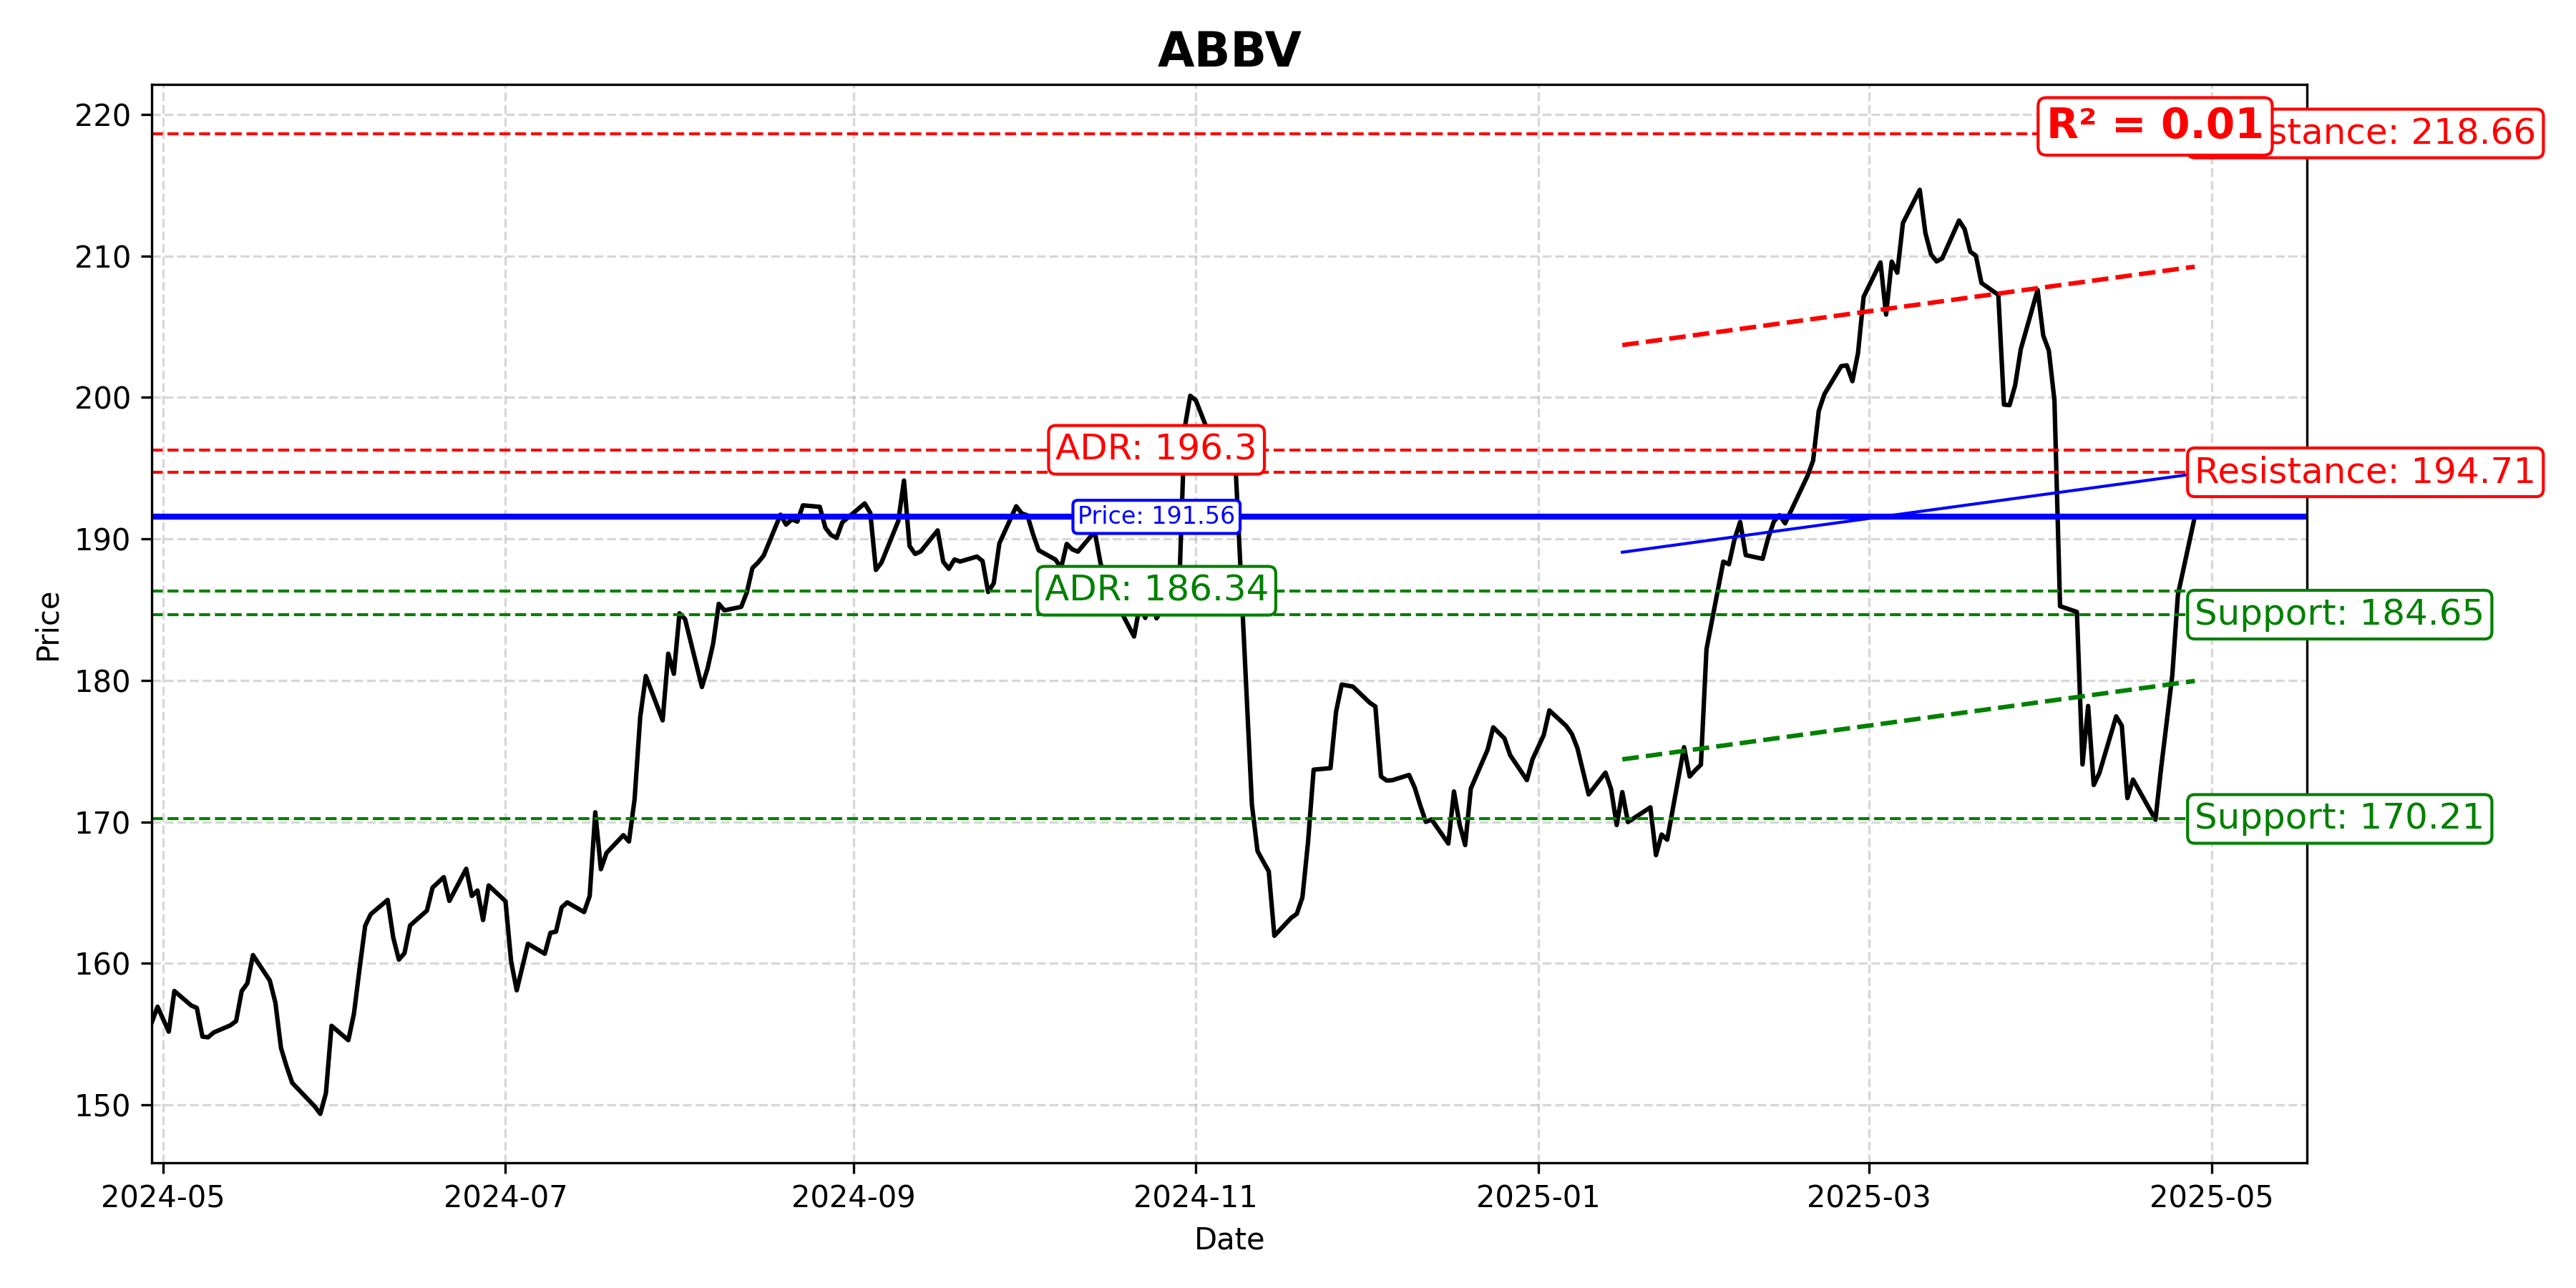 ABBV
220
210
200
190
180
170
160
150
Price
R² = 0.01
stance: 218.66
ADR: 196.3
Resistance: 194.71
Price: 191.56
ADR: 186.34
Support: 184.65
Support: 170.21
2024-05
2024-07
2024-09
2024-11
2025-01
2025-03
2025-05
Date